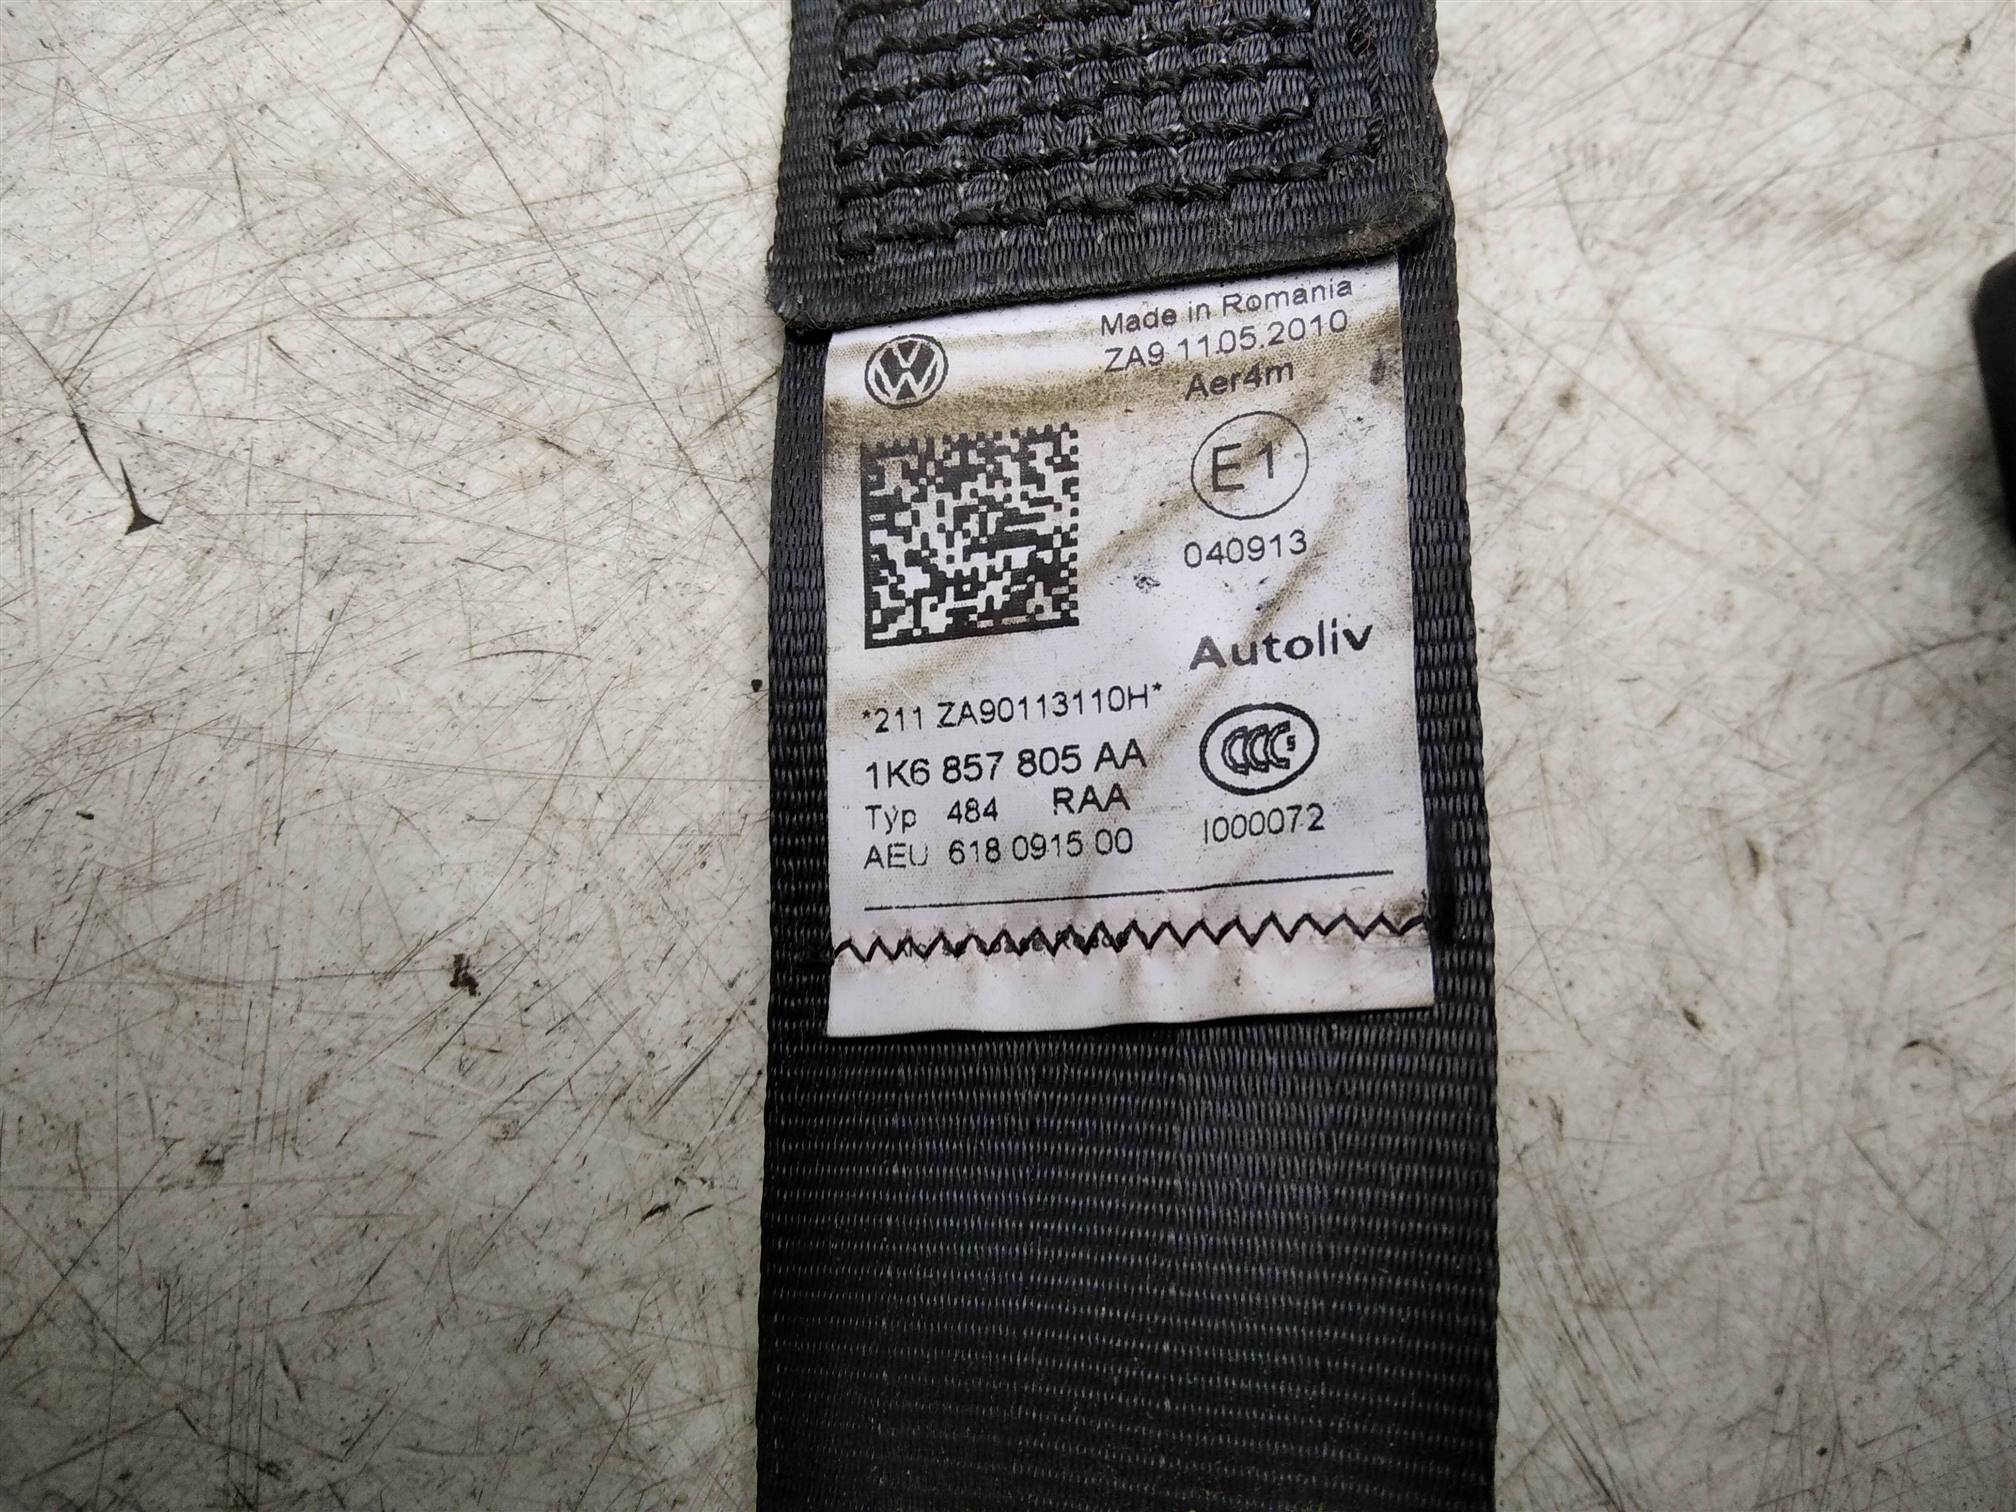 Made in Romania
ZA9 11.05.2010
Aer4m
E1
040913
Autoliv
*211 ZA90113110H*
1K6 857 805 AA
Typ 484 RAA
AEU 618 0915 00
CCC S
I000072